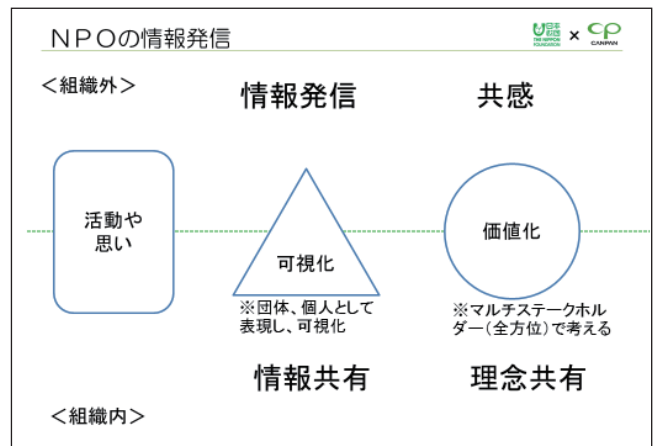 NPOの情報発信
日本財団
THE NIPPON
FOUNDATION
×
CANPAN
<組織外>
情報発信
共感
活動や
思い
可視化
価値化
※団体、個人として
表現し、可視化
※マルチステークホル
ダー(全方位)で考える
情報共有
理念共有
<組織内>